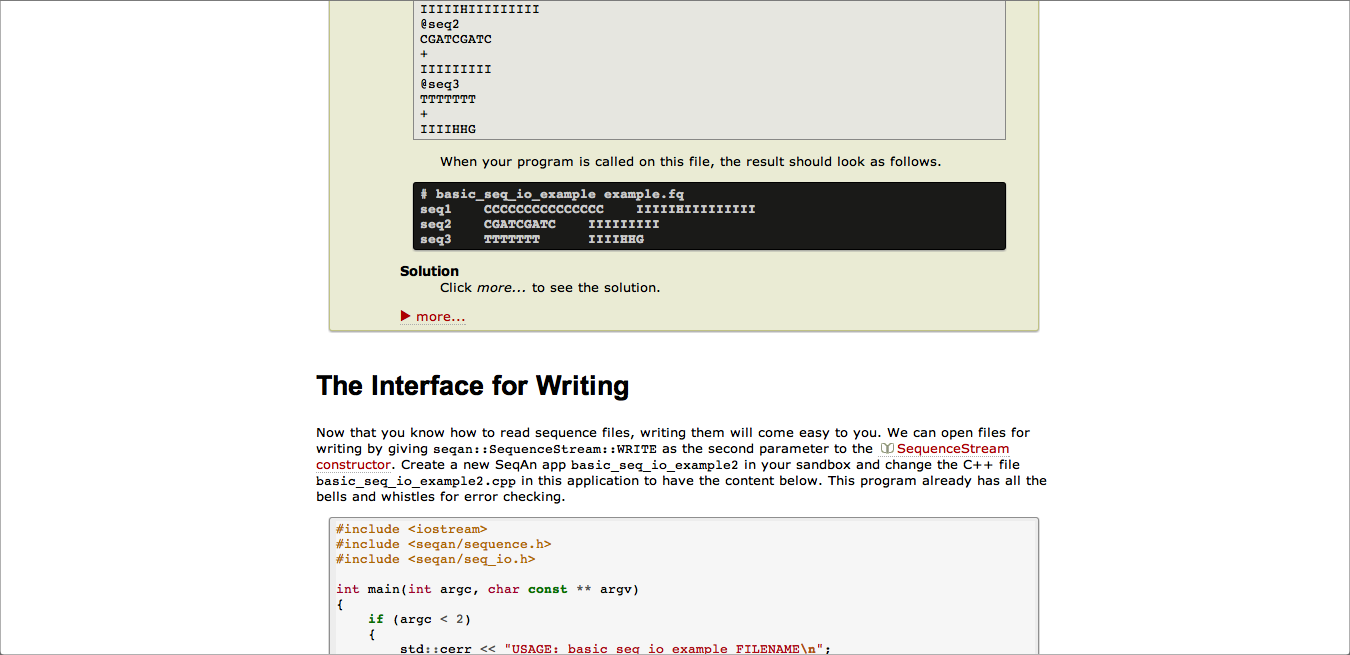 IIIIIHIIIIIIIII
@seq2
CGATCGATC
+
IIIIIIIII
@seq3
TTTTTTT
+
IIIIHHG
When your program is called on this file, the result should look as follows.
# basic_seq_io_example example.fq
seq1    CCCCCCCCCCCCCCC    IIIIIHIIIIIIIII
seq2    CGATCGATC    IIIIIIIII
seq3    TTTTTTT      IIIIHHG
Solution
Click more... to see the solution.
more...
The Interface for Writing
Now that you know how to read sequence files, writing them will come easy to you. We can open files for
writing by giving seqan::SequenceStream::WRITE as the second parameter to the SequenceStream
constructor. Create a new SeqAn app basic_seq_io_example2 in your sandbox and change the C++ file
basic_seq_io_example2.cpp in this application to have the content below. This program already has all the
bells and whistles for error checking.
#include <iostream>
#include <seqan/sequence.h>
#include <seqan/seq_io.h>
int main(int argc, char const ** argv)
{
    if (argc < 2)
    {
        std::cerr << "USAGE: basic_seq_io_example FILENAME\n";